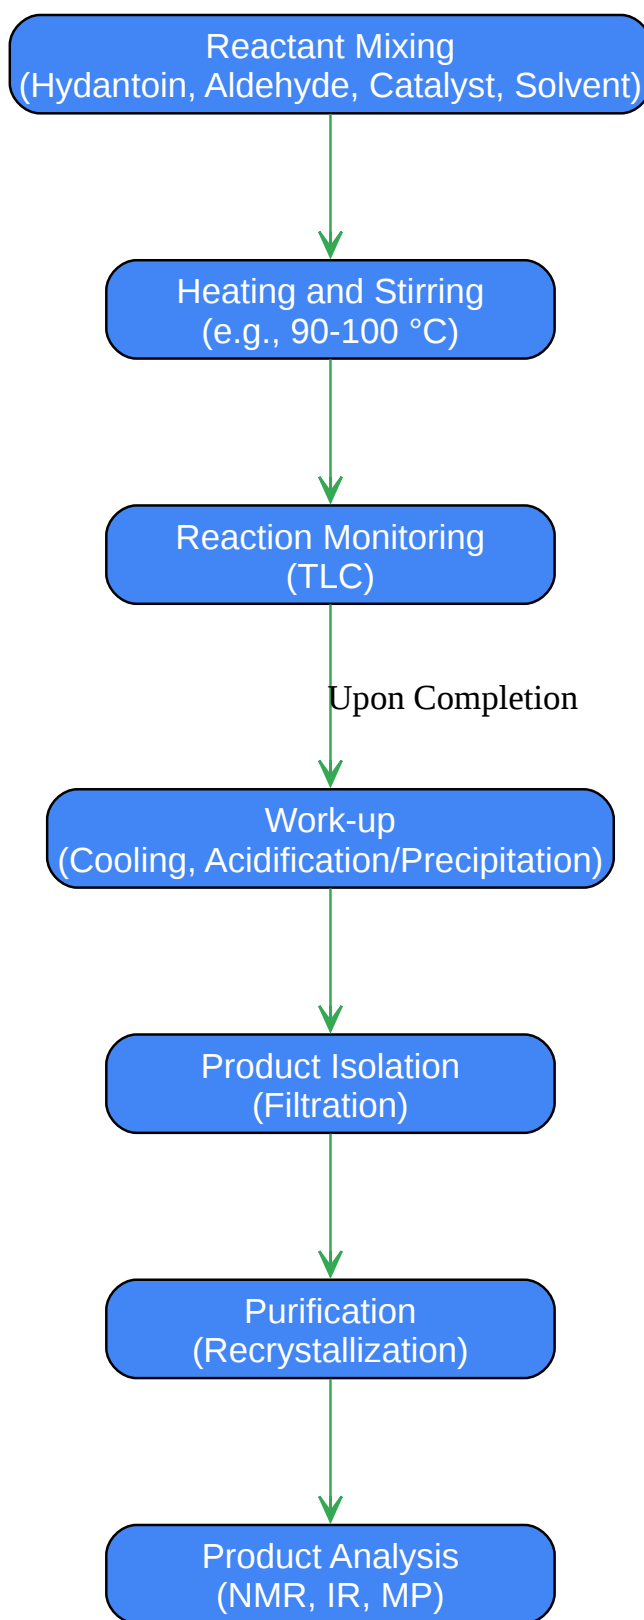 Reactant Mixing
(Hydantoin, Aldehyde, Catalyst, Solvent)
Heating and Stirring
(e.g., 90-100 °C)
Reaction Monitoring
(TLC)
Upon Completion
Work-up
(Cooling, Acidification/Precipitation)
Product Isolation
(Filtration)
Purification
(Recrystallization)
Product Analysis
(NMR, IR, MP)